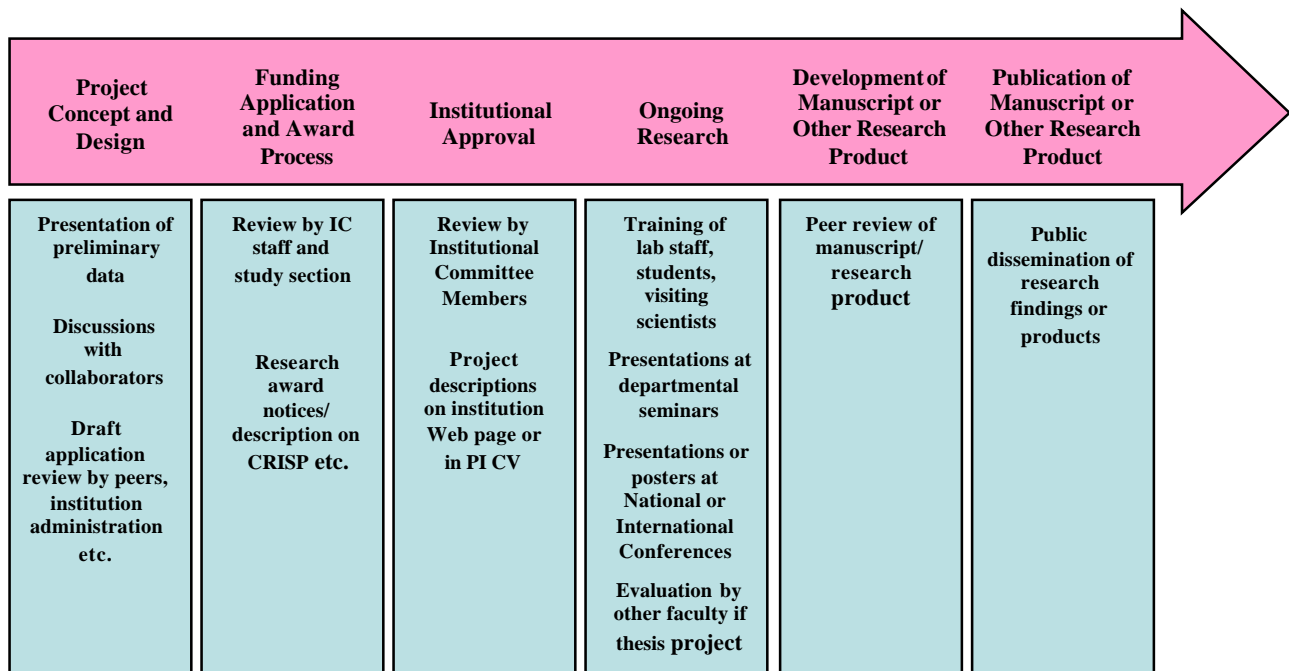 Project
Concept and
Design
Funding
Application
and Award
Process
Institutional
Approval
Ongoing
Research
Development of
Manuscript or
Other Research
Product
Publication of
Manuscript or
Other Research
Product
Presentation of
preliminary
data
Discussions
with
collaborators
Draft
application
review by peers,
institution
administration
etc.
Review by IC
staff and
study section
Research
award
notices/
description on
CRISP etc.
Review by
Institutional
Committee
Members
Project
descriptions
on institution
Web page or
in PI CV
Training of
lab staff,
students,
visiting
scientists
Presentations at
departmental
seminars
Presentations or
posters at
National or
International
Conferences
Evaluation by
other faculty if
thesis project
Peer review of
manuscript/
research
product
Public
dissemination of
research
findings or
products